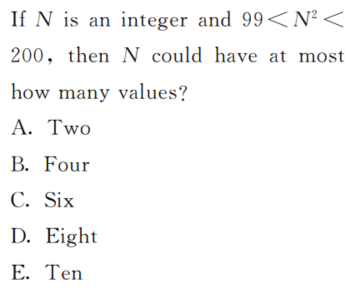 If N is an integer and 99＜N²＜
200, then N could have at most
how many values?
A. Two
B. Four
C. Six
D. Eight
E. Ten